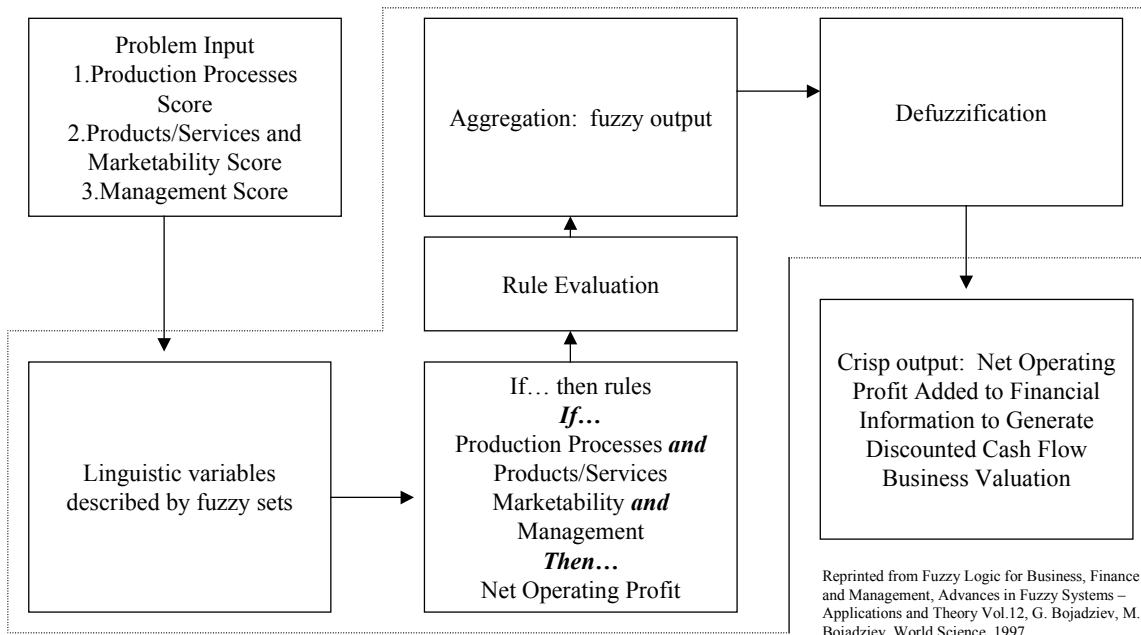 Problem Input
1.Production Processes
Score
2.Products/Services and
Marketability Score
3.Management Score
Linguistic variables
described by fuzzy sets
If… then rules
If…
Production Processes and
Products/Services
Marketability and
Management
Then…
Net Operating Profit
Rule Evaluation
Aggregation: fuzzy output
Defuzzification
Crisp output: Net Operating
Profit Added to Financial
Information to Generate
Discounted Cash Flow
Business Valuation
Reprinted from Fuzzy Logic for Business, Finance
and Management, Advances in Fuzzy Systems –
Applications and Theory Vol.12, G. Bojadziev, M.
Bojadziev, World Science, 1997